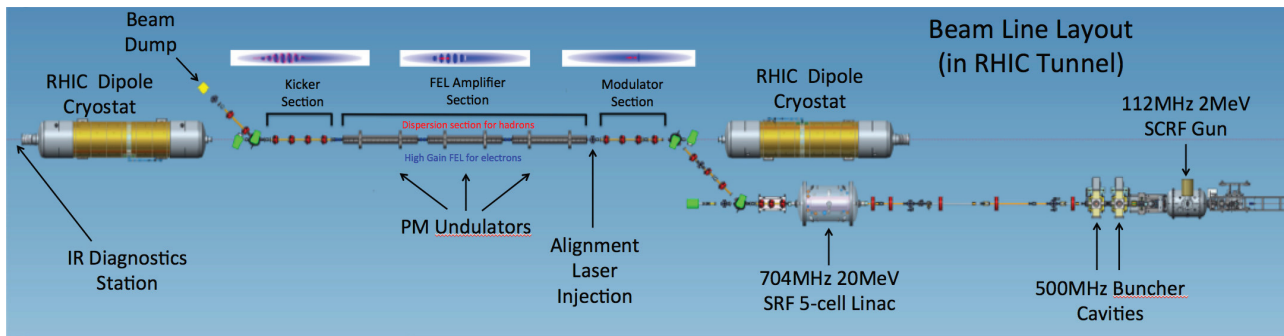 Beam
Dump
RHIC Dipole
Cryostat
Kicker
Section
FEL Amplifier
Section
Modulator
Section
RHIC Dipole
Cryostat
Beam Line Layout
(in RHIC Tunnel)
112MHz 2MeV
SCRF Gun
Dispersion section for hadrons
High Gain FEL for electrons
PM Undulators
IR Diagnostics
Station
Alignment
Laser
Injection
704MHz 20MeV
SRF 5-cell Linac
500MHz Buncher
Cavities